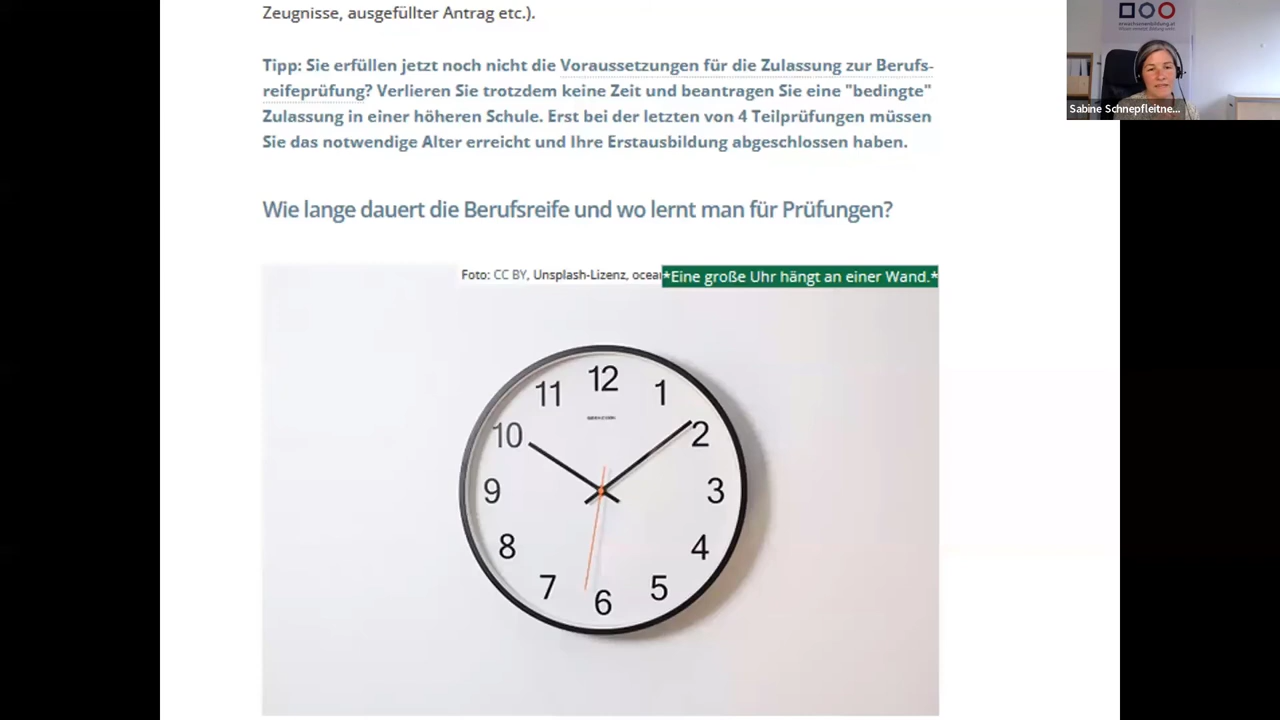 Zeugnisse, ausgefüllter Antrag etc.).
Tipp: Sie erfüllen jetzt noch nicht die Voraussetzungen für die Zulassung zur Berufs-
reifeprüfung? Verlieren Sie trotzdem keine Zeit und beantragen Sie eine "bedingte"
Zulassung in einer höheren Schule. Erst bei der letzten von 4 Teilprüfungen müssen
Sie das notwendige Alter erreicht und Ihre Erstausbildung abgeschlossen haben.
Wie lange dauert die Berufsreife und wo lernt man für Prüfungen?
Foto: CC BY, Unsplash-Lizenz, ocea
*Eine große Uhr hängt an einer Wand.*
12
11 1
10 2
9 3
8 4
7 5
6
erwachsenenbildung.at
Sabine Schnepfleitne...